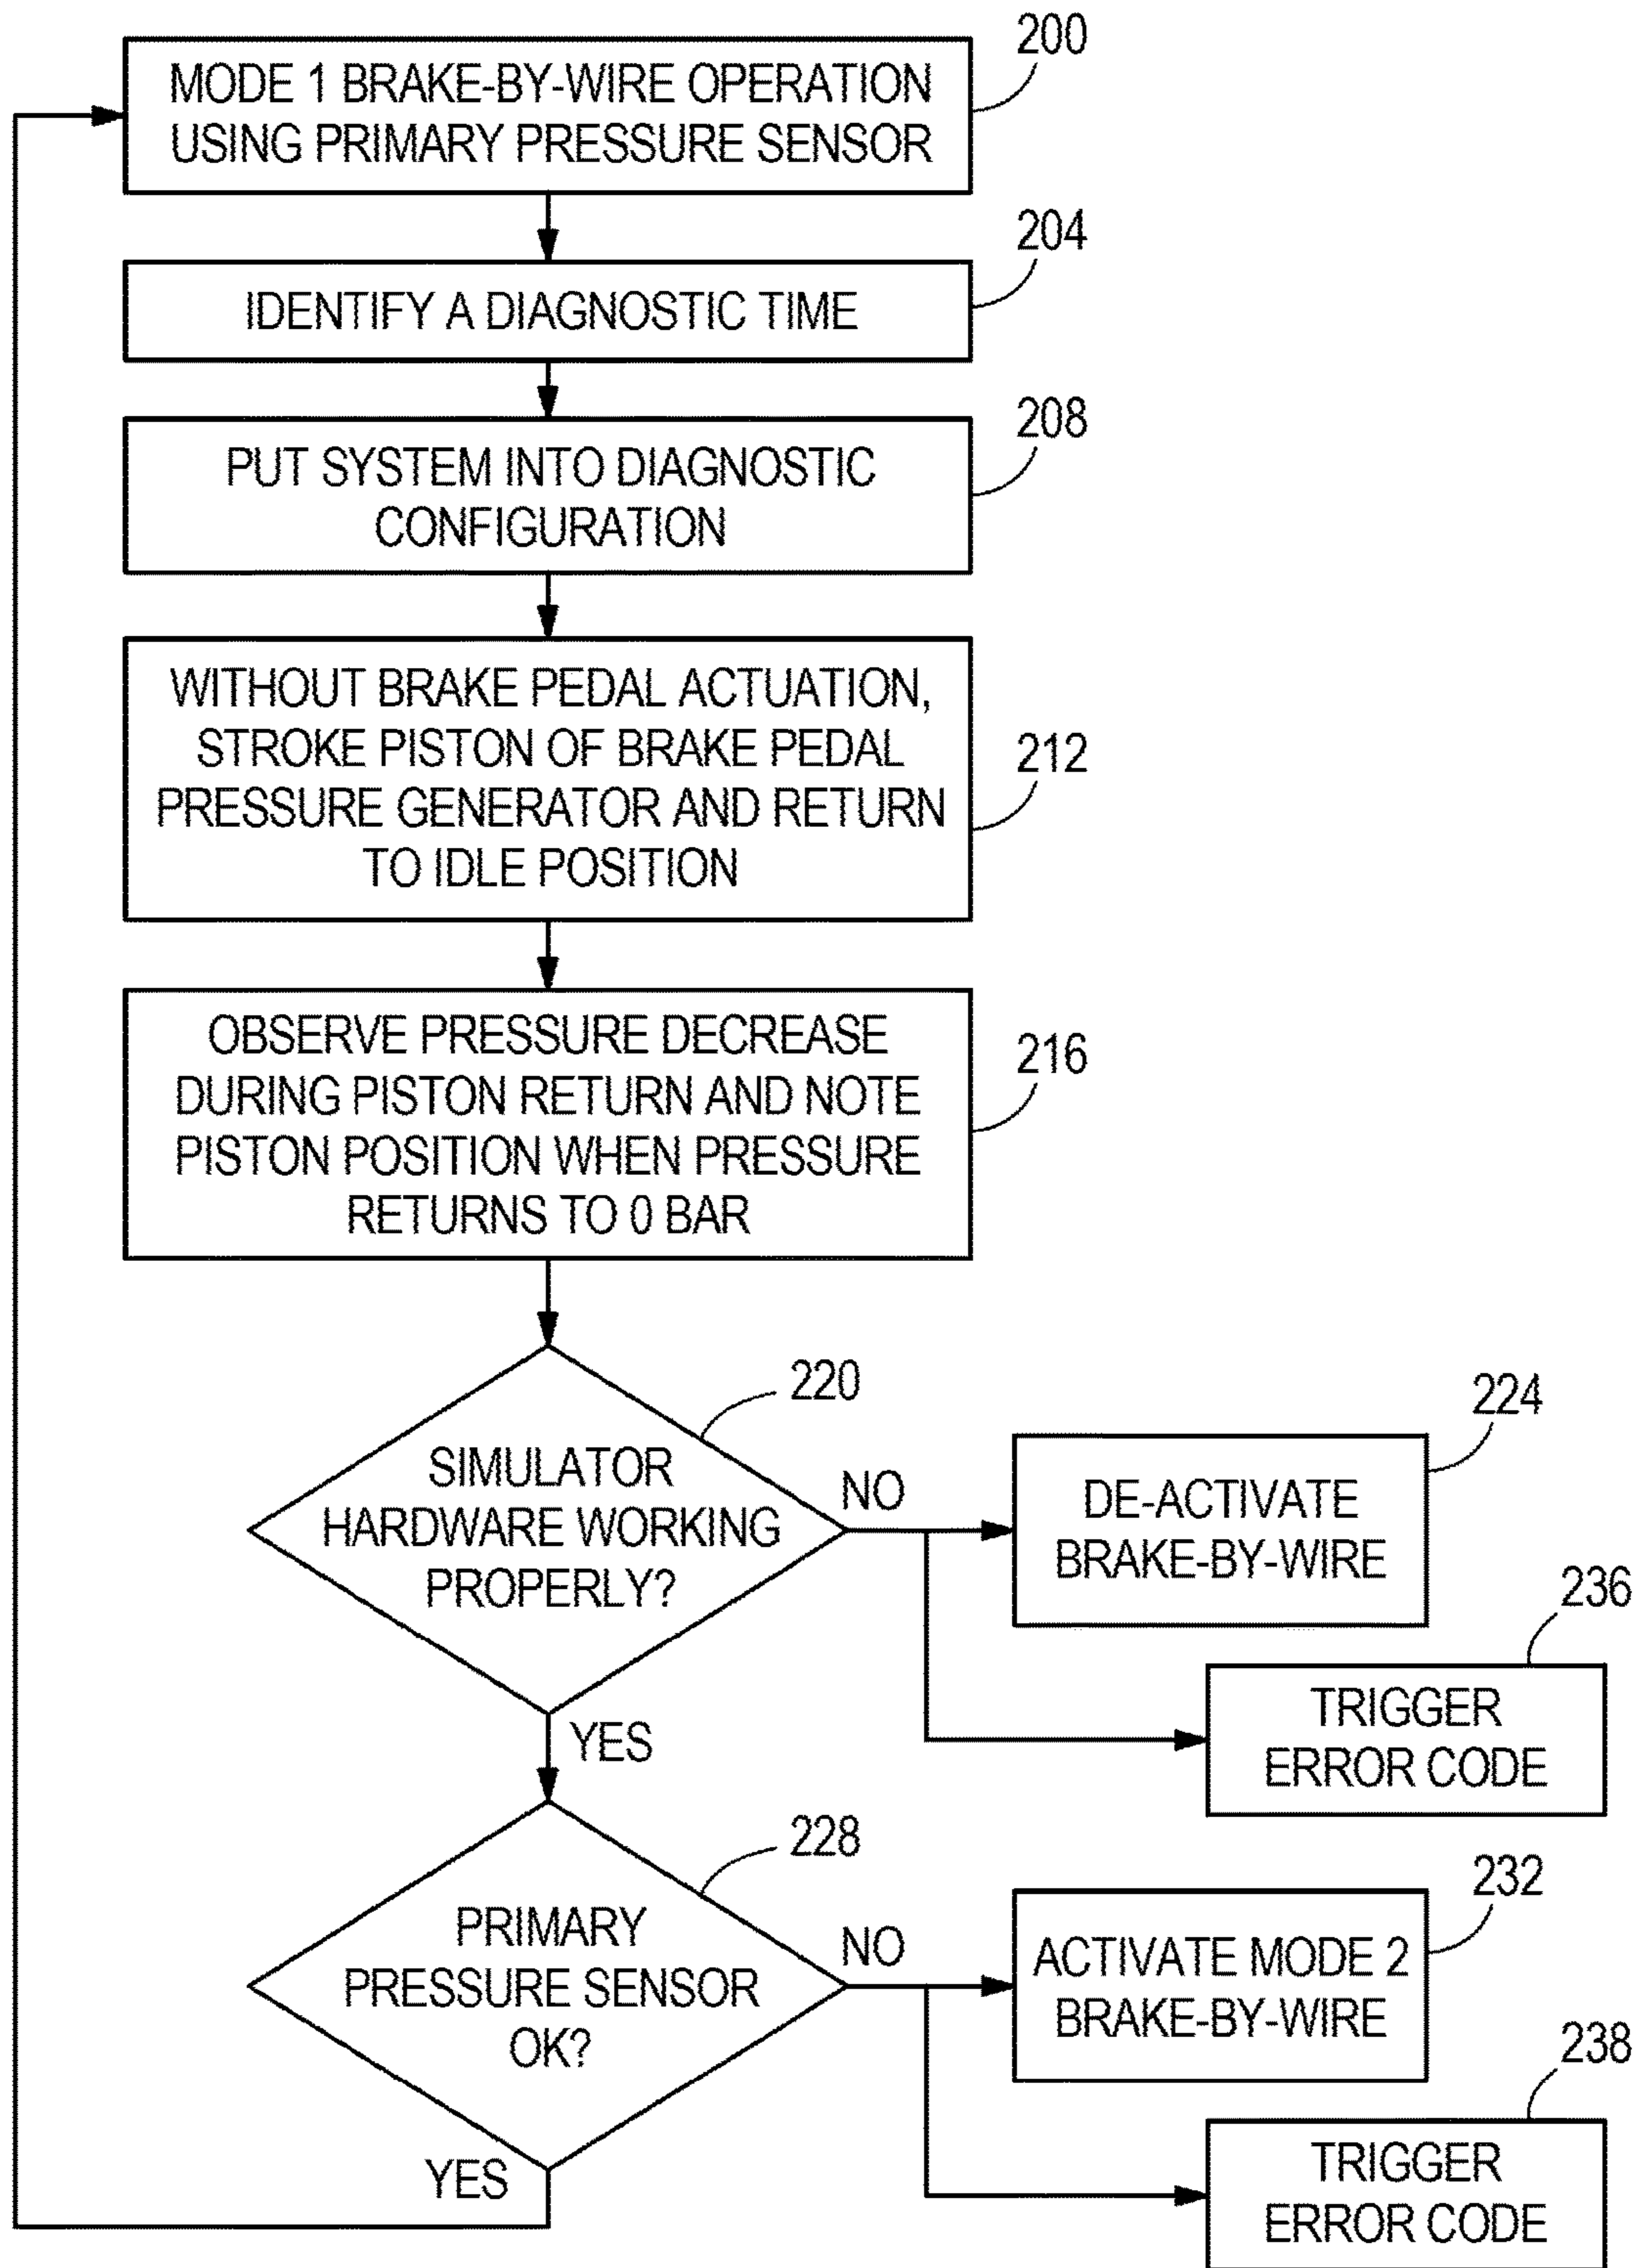 200
MODE 1 BRAKE-BY-WIRE OPERATION
USING PRIMARY PRESSURE SENSOR
204
IDENTIFY A DIAGNOSTIC TIME
208
PUT SYSTEM INTO DIAGNOSTIC
CONFIGURATION
212
WITHOUT BRAKE PEDAL ACTUATION,
STROKE PISTON OF BRAKE PEDAL
PRESSURE GENERATOR AND RETURN
TO IDLE POSITION
216
OBSERVE PRESSURE DECREASE
DURING PISTON RETURN AND NOTE
PISTON POSITION WHEN PRESSURE
RETURNS TO 0 BAR
220
SIMULATOR
HARDWARE WORKING
PROPERLY?
NO
224
DE-ACTIVATE
BRAKE-BY-WIRE
236
TRIGGER
ERROR CODE
YES
228
PRIMARY
PRESSURE SENSOR
OK?
NO
232
ACTIVATE MODE 2
BRAKE-BY-WIRE
238
TRIGGER
ERROR CODE
YES